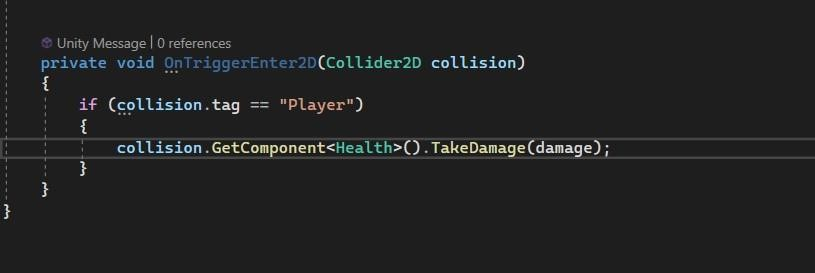 Unity Message | 0 references
private void OnTriggerEnter2D(Collider2D collision)
{
if (collision.tag == "Player")
{
collision.GetComponent<Health>().TakeDamage(damage);
}
}
}